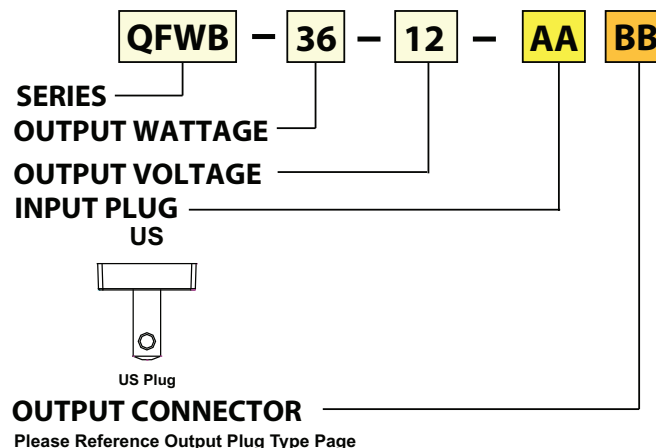 QFWB – 36 – 12 – AA BB
SERIES
OUTPUT WATTAGE
OUTPUT VOLTAGE
INPUT PLUG
US
US Plug
OUTPUT CONNECTOR
Please Reference Output Plug Type Page